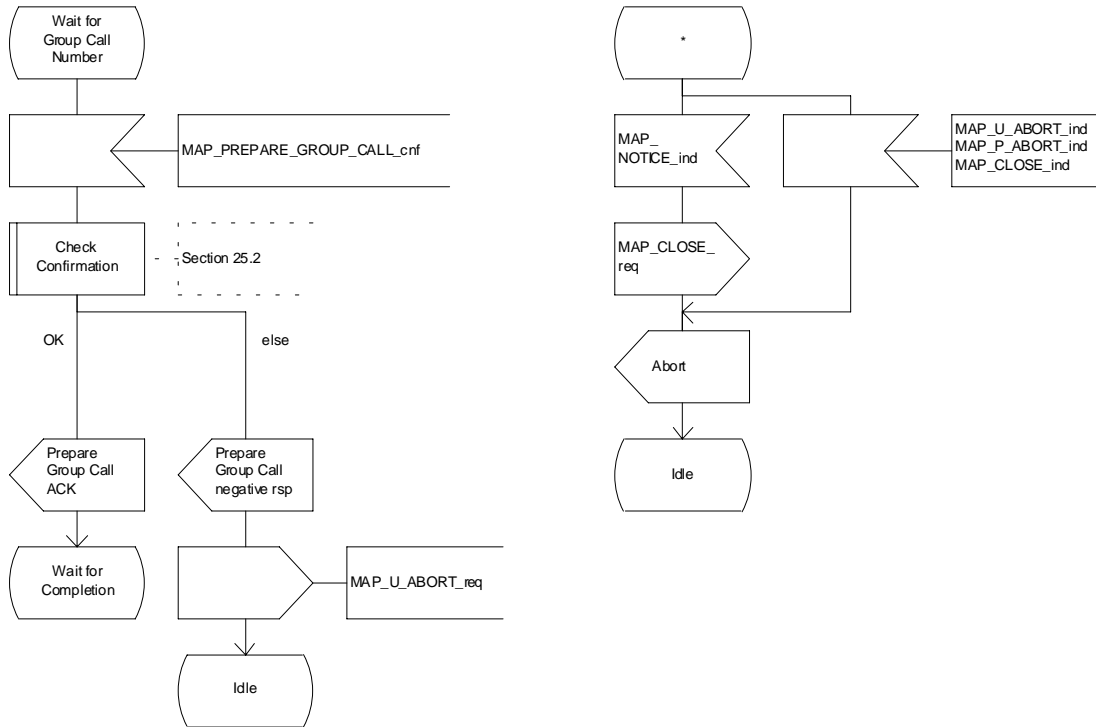 Wait for
Group Call
Number
MAP_PREPARE_GROUP_CALL_cnf
Check
Confirmation
Section 25.2
OK
else
Prepare
Group Call
ACK
Prepare
Group Call
negative rsp
Wait for
Completion
MAP_U_ABORT_req
Idle
*
MAP_
NOTICE_ind
MAP_U_ABORT_ind
MAP_P_ABORT_ind
MAP_CLOSE_ind
MAP_CLOSE_
req
Abort
Idle